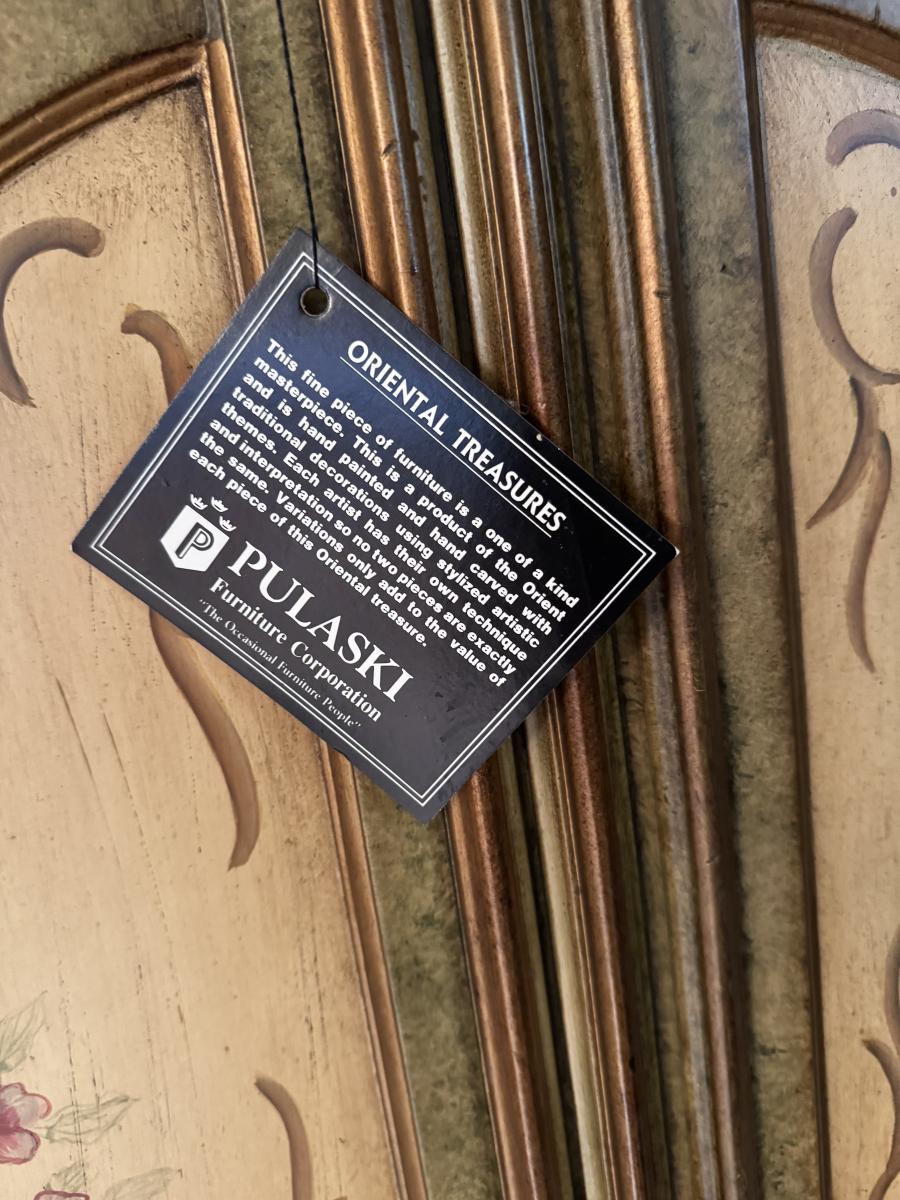 ORIENTAL TREASURES
This fine piece of furniture is a one of a kind
masterpiece. This is a product of the Orient
and is hand painted and hand carved with
traditional decorations using stylized artistic
themes. Each artist has their own technique
and interpretation so no two pieces are exactly
the same. Variations only add to the value of
each piece of this Oriental treasure.
P PULASKI
Furniture Corporation
"The Occasional Furniture People"